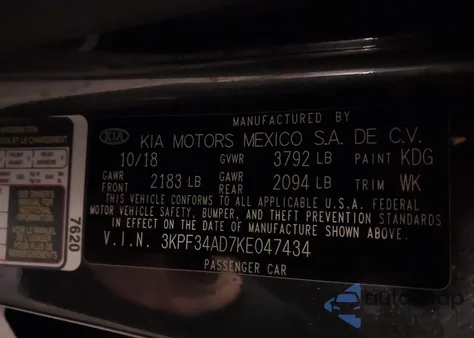 MANUFACTURED BY
KIA KIA MOTORS MEXICO S.A. DE C.V.
10/18 GVWR 3792 LB PAINT KDG
GAWR FRONT 2183 LB GAWR REAR 2094 LB TRIM WK
THIS VEHICLE CONFORMS TO ALL APPLICABLE U.S.A. FEDERAL
MOTOR VEHICLE SAFETY, BUMPER, AND THEFT PREVENTION STANDARDS
IN EFFECT ON THE DATE OF MANUFACTURE SHOWN ABOVE.
V.I.N. 3KPF34AD7KE047434
PASSENGER CAR
7620